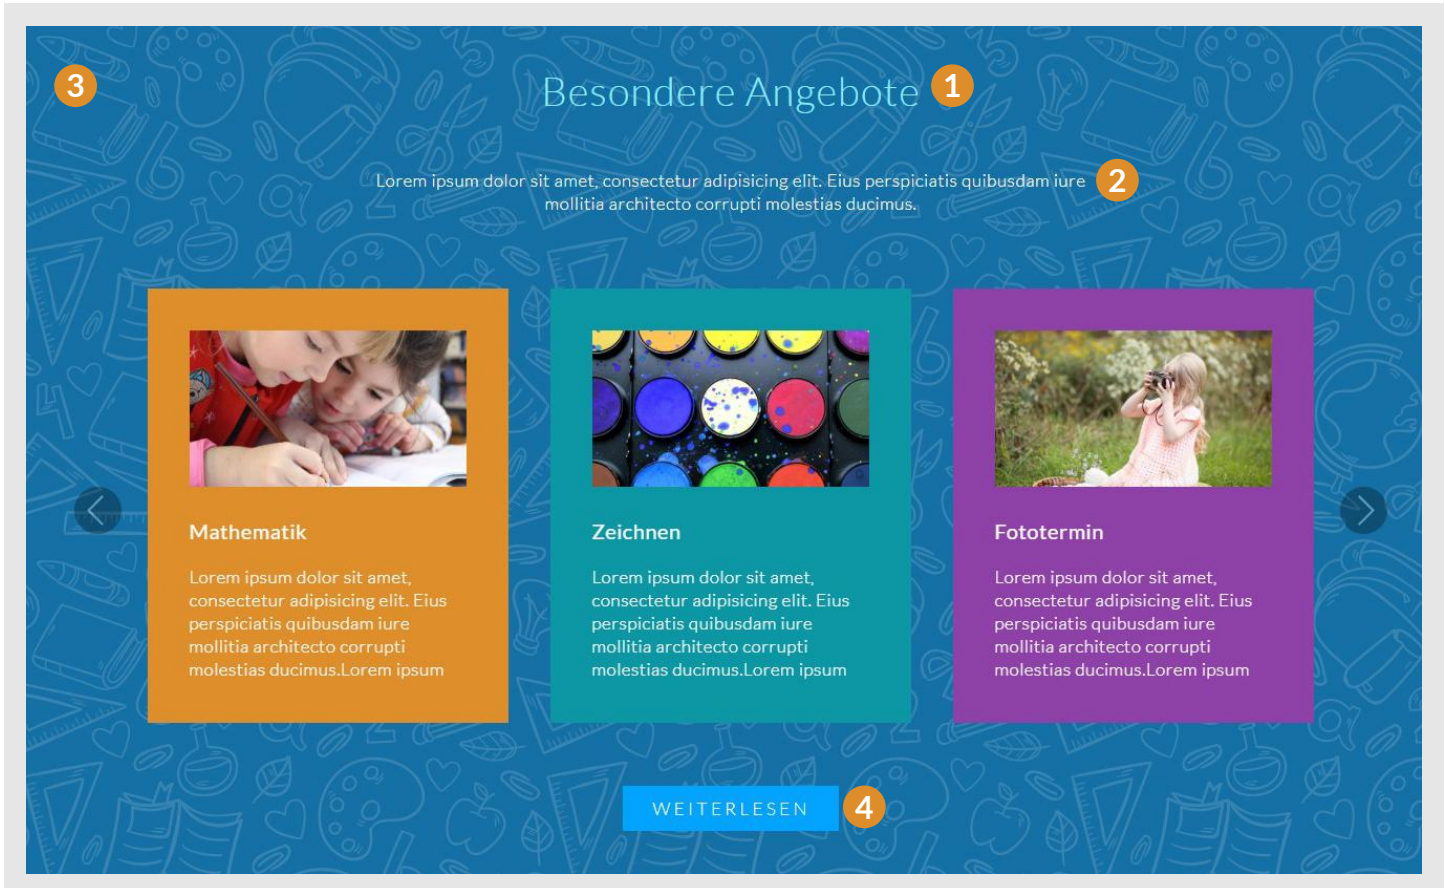 3
Besondere Angebote 1
Lorem ipsum dolor sit amet, consectetur adipisicing elit. Eius perspiciatis quibusdam iure 2
mollitia architecto corrupti molestias ducimus.
Mathematik
Lorem ipsum dolor sit amet,
consectetur adipisicing elit. Eius
perspiciatis quibusdam iure
mollitia architecto corrupti
molestias ducimus.Lorem ipsum
Zeichnen
Lorem ipsum dolor sit amet,
consectetur adipisicing elit. Eius
perspiciatis quibusdam iure
mollitia architecto corrupti
molestias ducimus.Lorem ipsum
Fototermin
Lorem ipsum dolor sit amet,
consectetur adipisicing elit. Eius
perspiciatis quibusdam iure
mollitia architecto corrupti
molestias ducimus.Lorem ipsum
WEITERLESEN 4